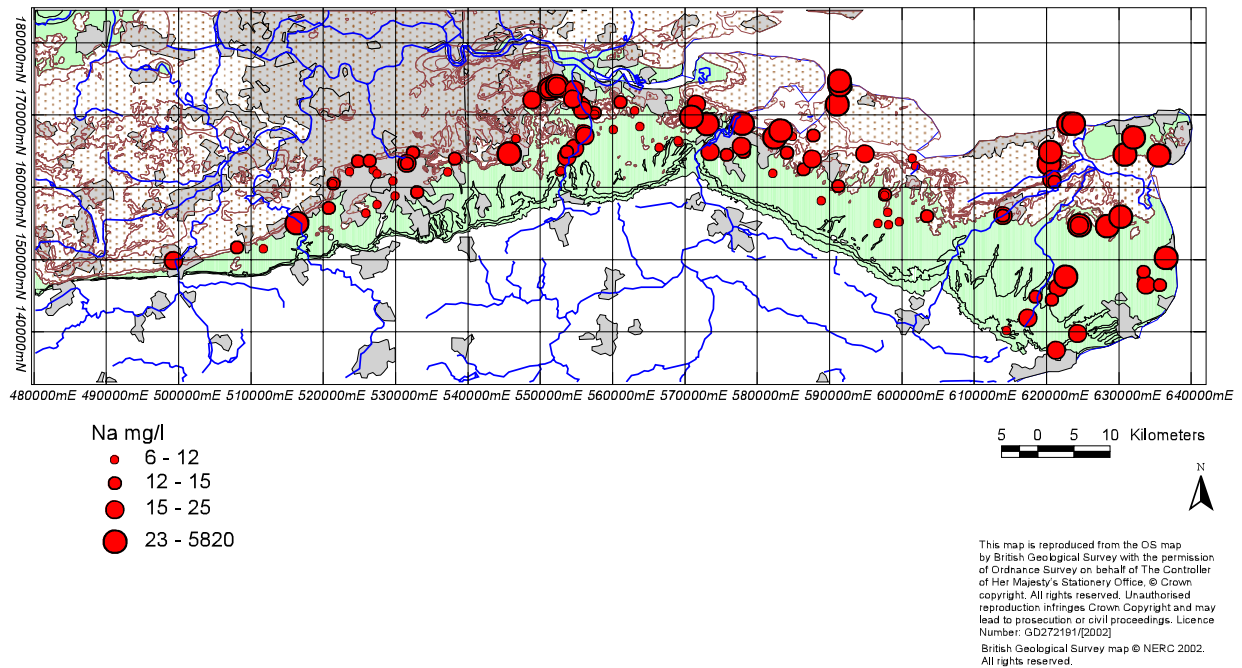 180000mN
170000mN
160000mN
1500000mN
140000mN
480000mE 490000mE 500000mE 510000mE 520000mE 530000mE 540000mE 550000mE 560000mE 570000mE 580000mE 590000mE 600000mE 610000mE 620000mE 630000mE 640000mE
Na mg/l
6 - 12
12 - 15
15 - 25
23 - 5820
5 0 5 10 Kilometers
N
This map is reproduced from the OS map
by British Geological Survey with the permission
of Ordnance Survey on behalf of The Controller
of Her Majesty's Stationery Office, © Crown
copyright. All rights reserved. Unauthorised
reproduction infringes Crown Copyright and may
lead to prosecution or civil proceedings. Licence
Number: GD272191/[2002]
British Geological Survey map © NERC 2002.
All rights reserved.